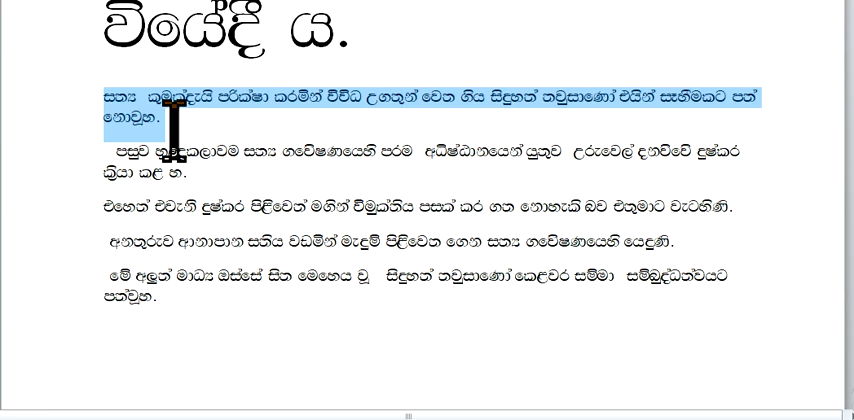 වියේදී ය.
සත්‍ය කුමක්දැයි පරීක්ෂා කරමින් විවිධ උගතුන් වෙත ගිය සිදුහත් තවුසාණෝ එයින් සෑහීමකට පත්
නොවූහ.
පසුව හුදෙකලාවම සත්‍ය ගවේෂණයෙහි පරම අධිෂ්ඨානයෙන් යුතුව උරුවෙල් දනව්වේ දුෂ්කර
ක්‍රියා කළ හ.
එහෙත් එවැනි දුෂ්කර පිළිවෙත් මගින් විමුක්තිය පසක් කර ගත නොහැකි බව එතුමාට වැටහිණි.
අනතුරුව ආනාපාන සතිය වඩමින් මැදුම් පිළිවෙත ගෙන සත්‍ය ගවේෂණයෙහි යෙදුණි.
මේ අලුත් මාධ්‍ය ඔස්සේ සිත මෙහෙය වූ සිදුහත් තවුසාණෝ කෙළවර සම්මා සම්බුද්ධත්වයට
පත්වූහ.